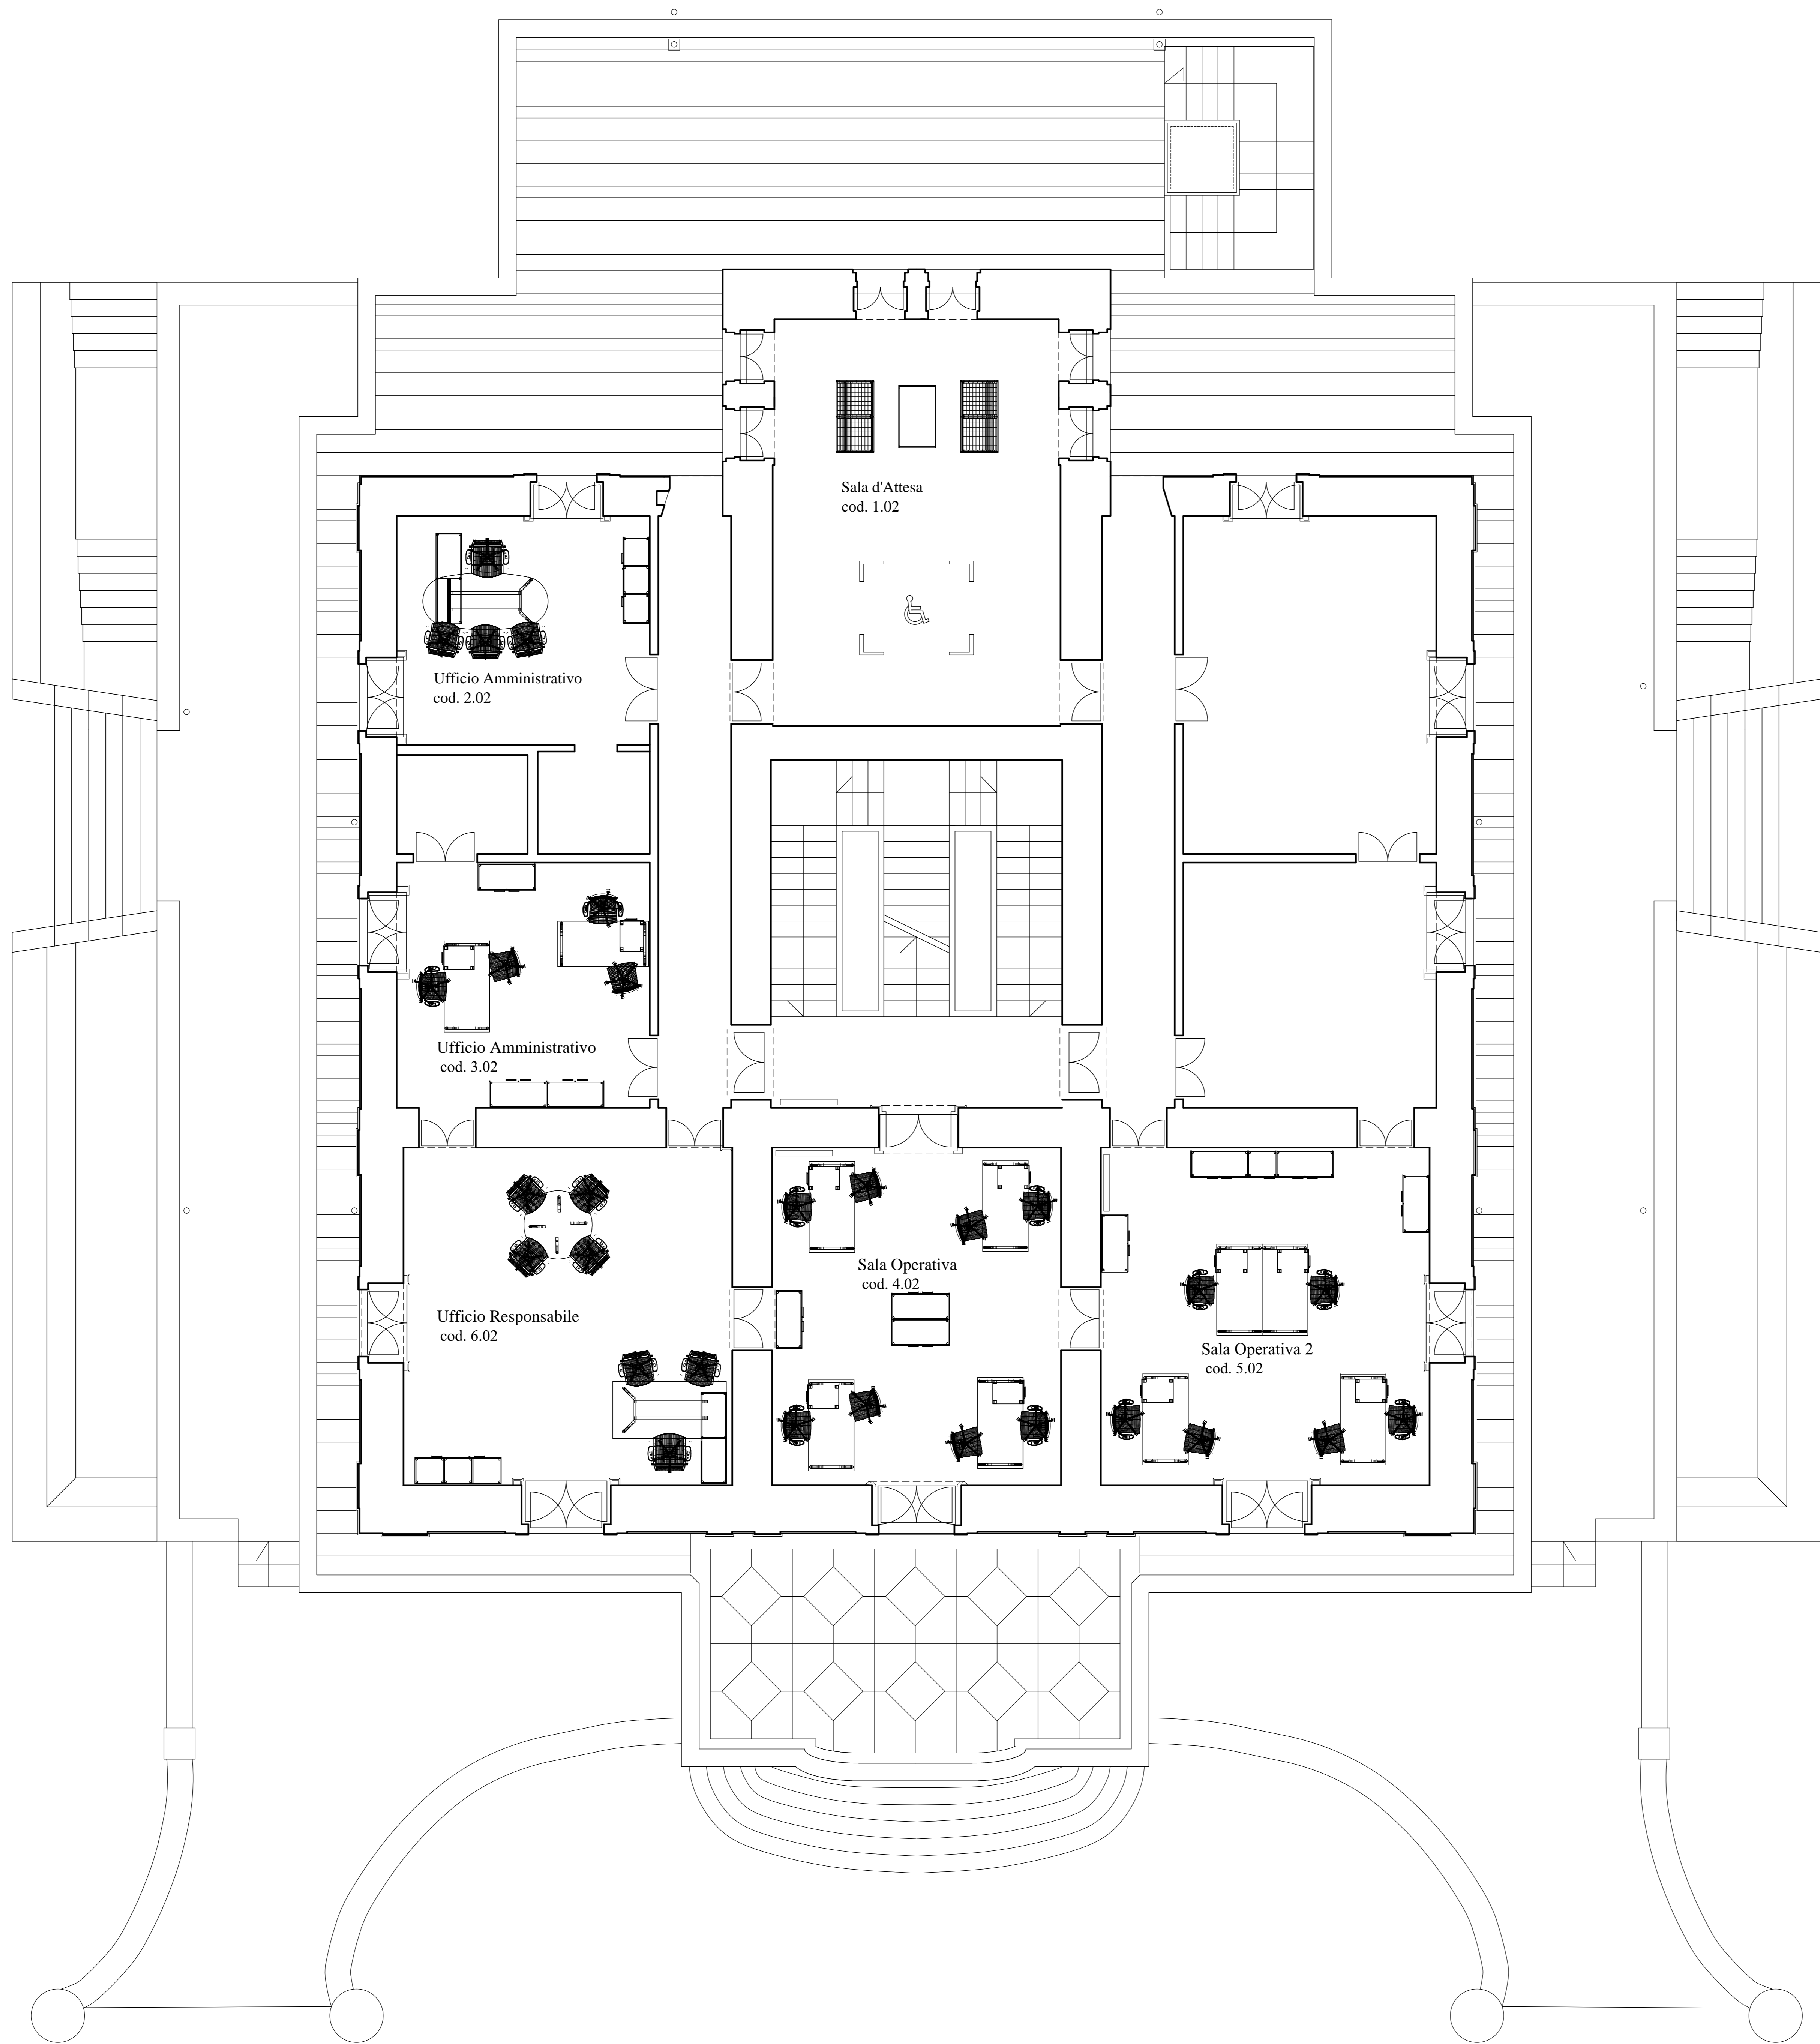 Sala d'Attesa
cod. 1.02
Ufficio Amministrativo
cod. 2.02
Ufficio Amministrativo
cod. 3.02
Sala Operativa
cod. 4.02
Ufficio Responsabile
cod. 6.02
Sala Operativa 2
cod. 5.02